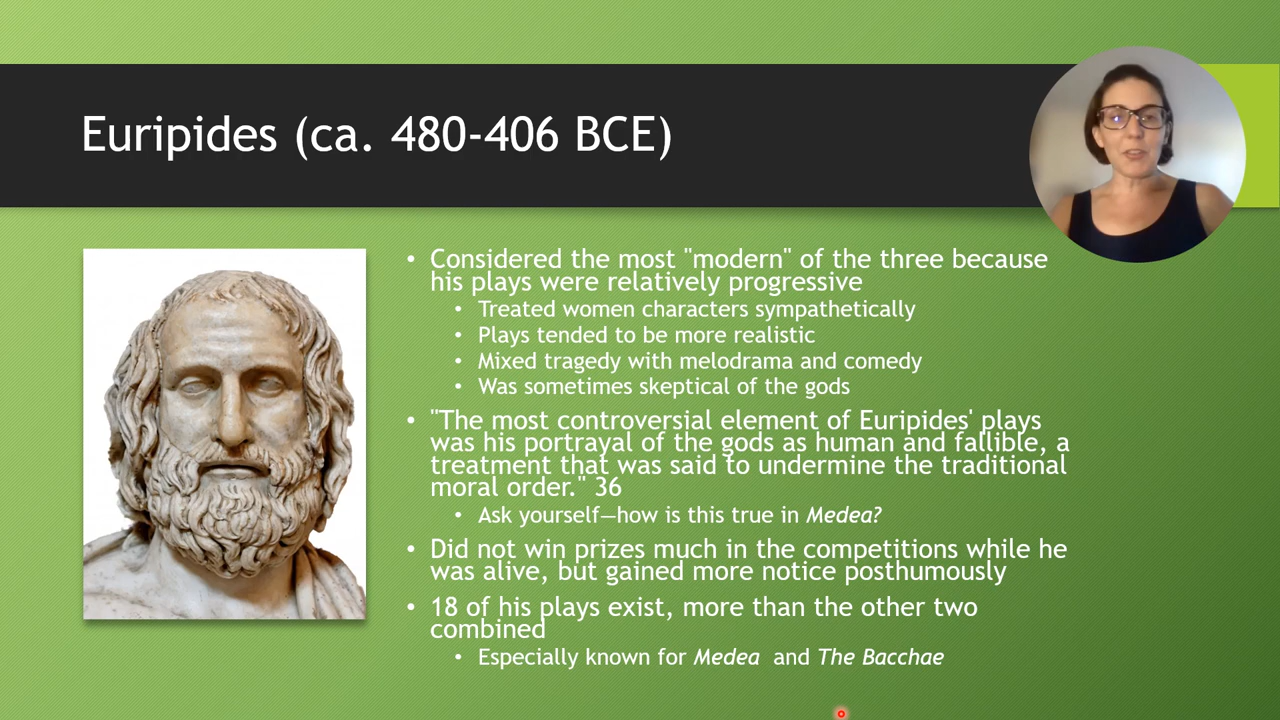 Euripides (ca. 480-406 BCE)
• Considered the most "modern" of the three because
his plays were relatively progressive
• Treated women characters sympathetically
• Plays tended to be more realistic
• Mixed tragedy with melodrama and comedy
• Was sometimes skeptical of the gods
• "The most controversial element of Euripides' plays
was his portrayal of the gods as human and fallible, a
treatment that was said to undermine the traditional
moral order." 36
• Ask yourself—how is this true in Medea?
• Did not win prizes much in the competitions while he
was alive, but gained more notice posthumously
• 18 of his plays exist, more than the other two
combined
• Especially known for Medea and The Bacchae